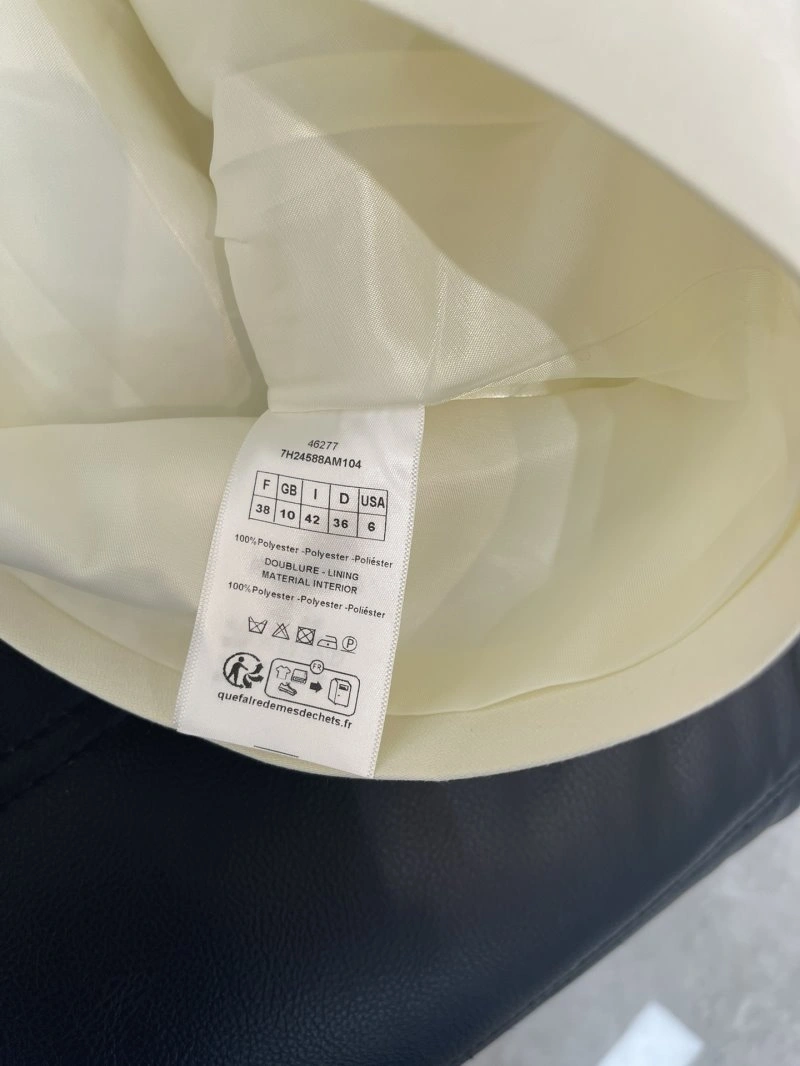 46277
7H24588AM104
F GB I D USA
38 10 42 36 6
100%Polyester -Polyester -Poliéster
DOUBLURE - LINING
MATERIAL INTERIOR
100%Polyester -Polyester -Poliéster
P
FR
quefairedemesdechets.fr